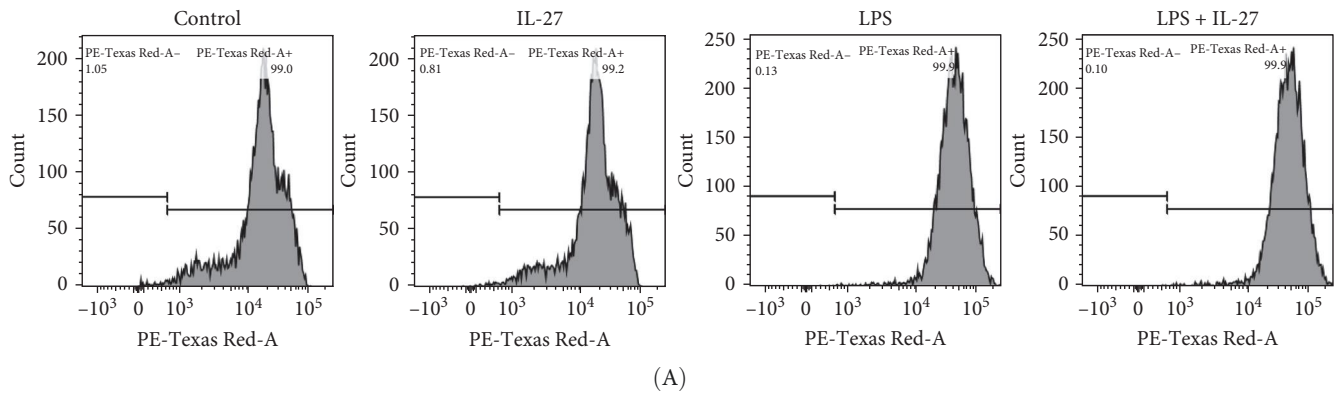 Control
PE-Texas Red-A− PE-Texas Red-A+
1.05 99.0
200
150
100
50
0
Count
−10³ 0 10³ 10⁴ 10⁵
PE-Texas Red-A
IL-27
PE-Texas Red-A− PE-Texas Red-A+
0.81 99.2
200
150
100
50
0
Count
−10³ 0 10³ 10⁴ 10⁵
PE-Texas Red-A
LPS
PE-Texas Red-A− PE-Texas Red-A+
0.13 99.9
250
200
150
100
50
0
Count
−10³ 0 10³ 10⁴ 10⁵
PE-Texas Red-A
LPS + IL-27
PE-Texas Red-A− PE-Texas Red-A+
0.10 99.9
250
200
150
100
50
0
Count
−10³ 0 10³ 10⁴ 10⁵
PE-Texas Red-A
(A)